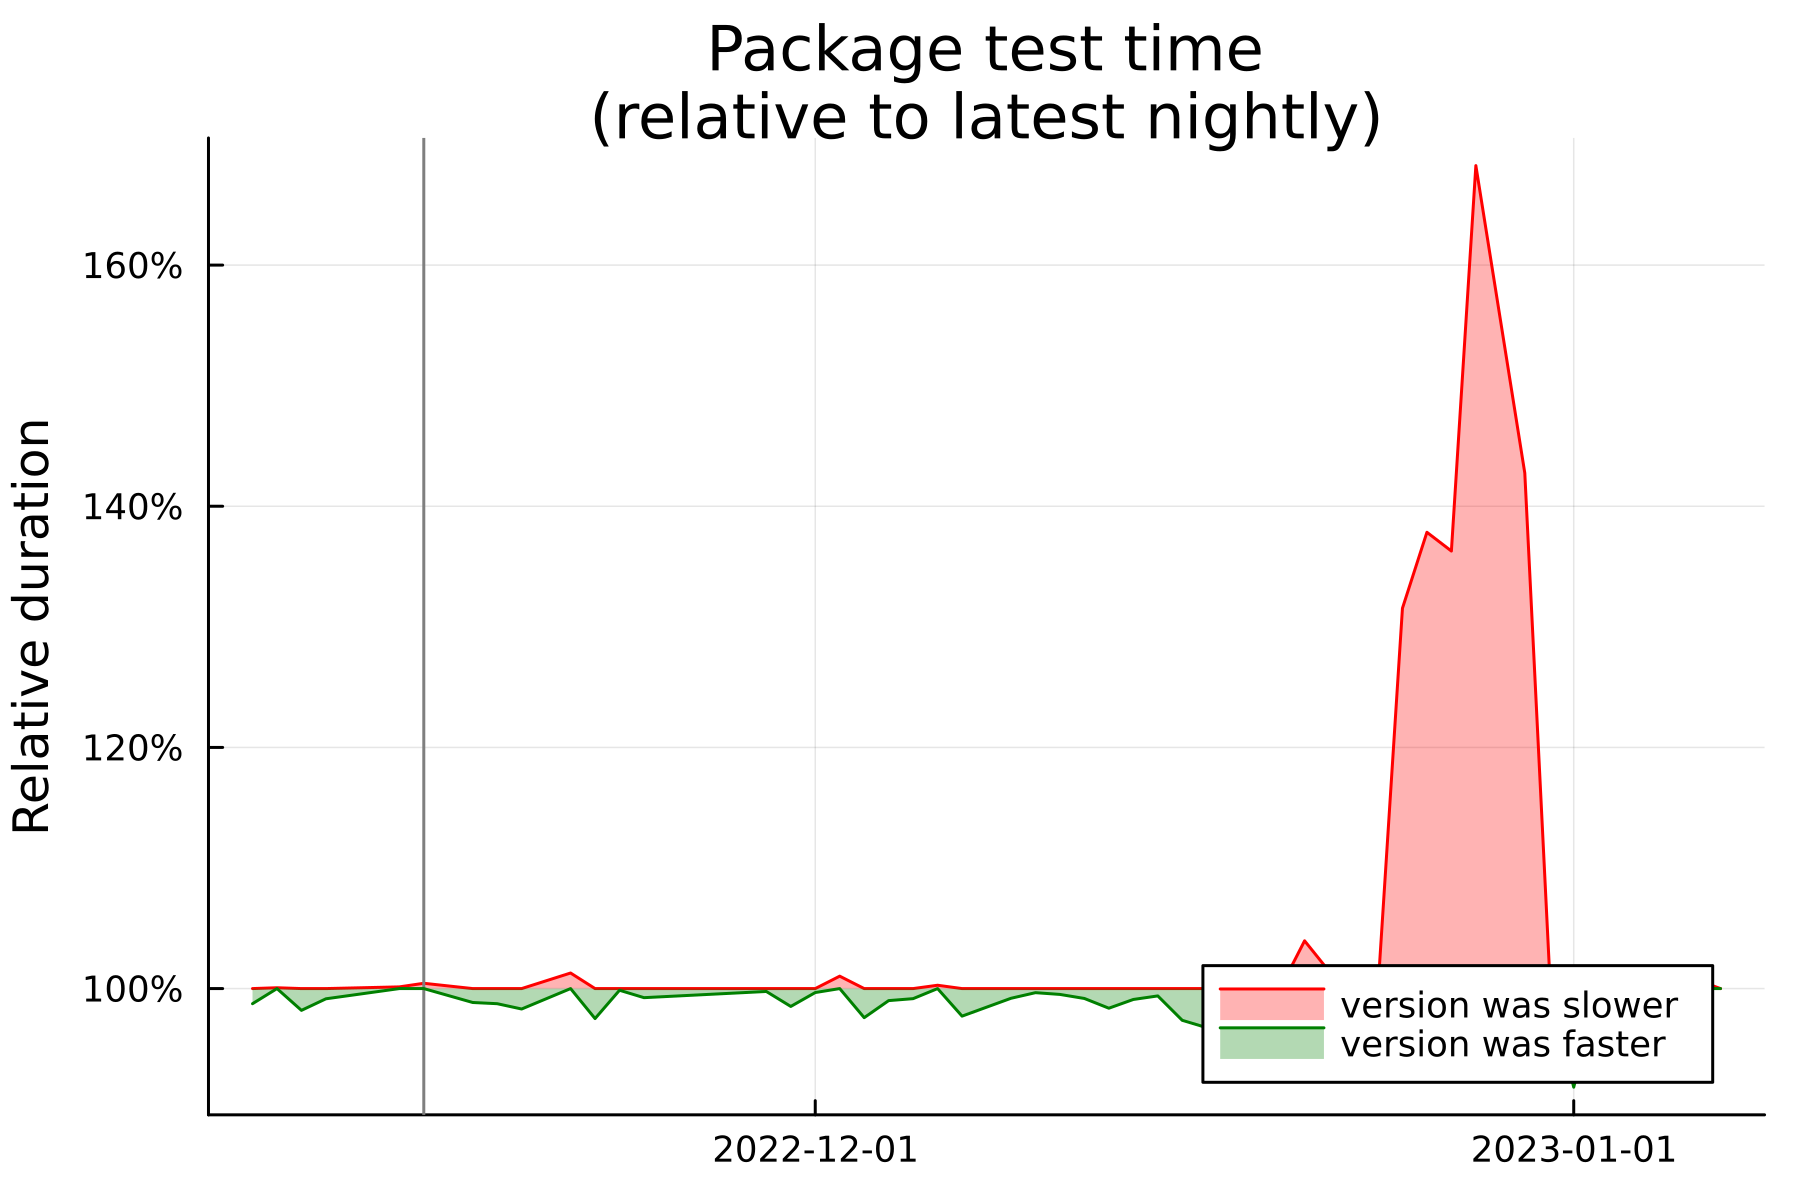 Package test time
(relative to latest nightly)
Relative duration
160%
140%
120%
100%
version was slower
version was faster
2022-12-01
2023-01-01